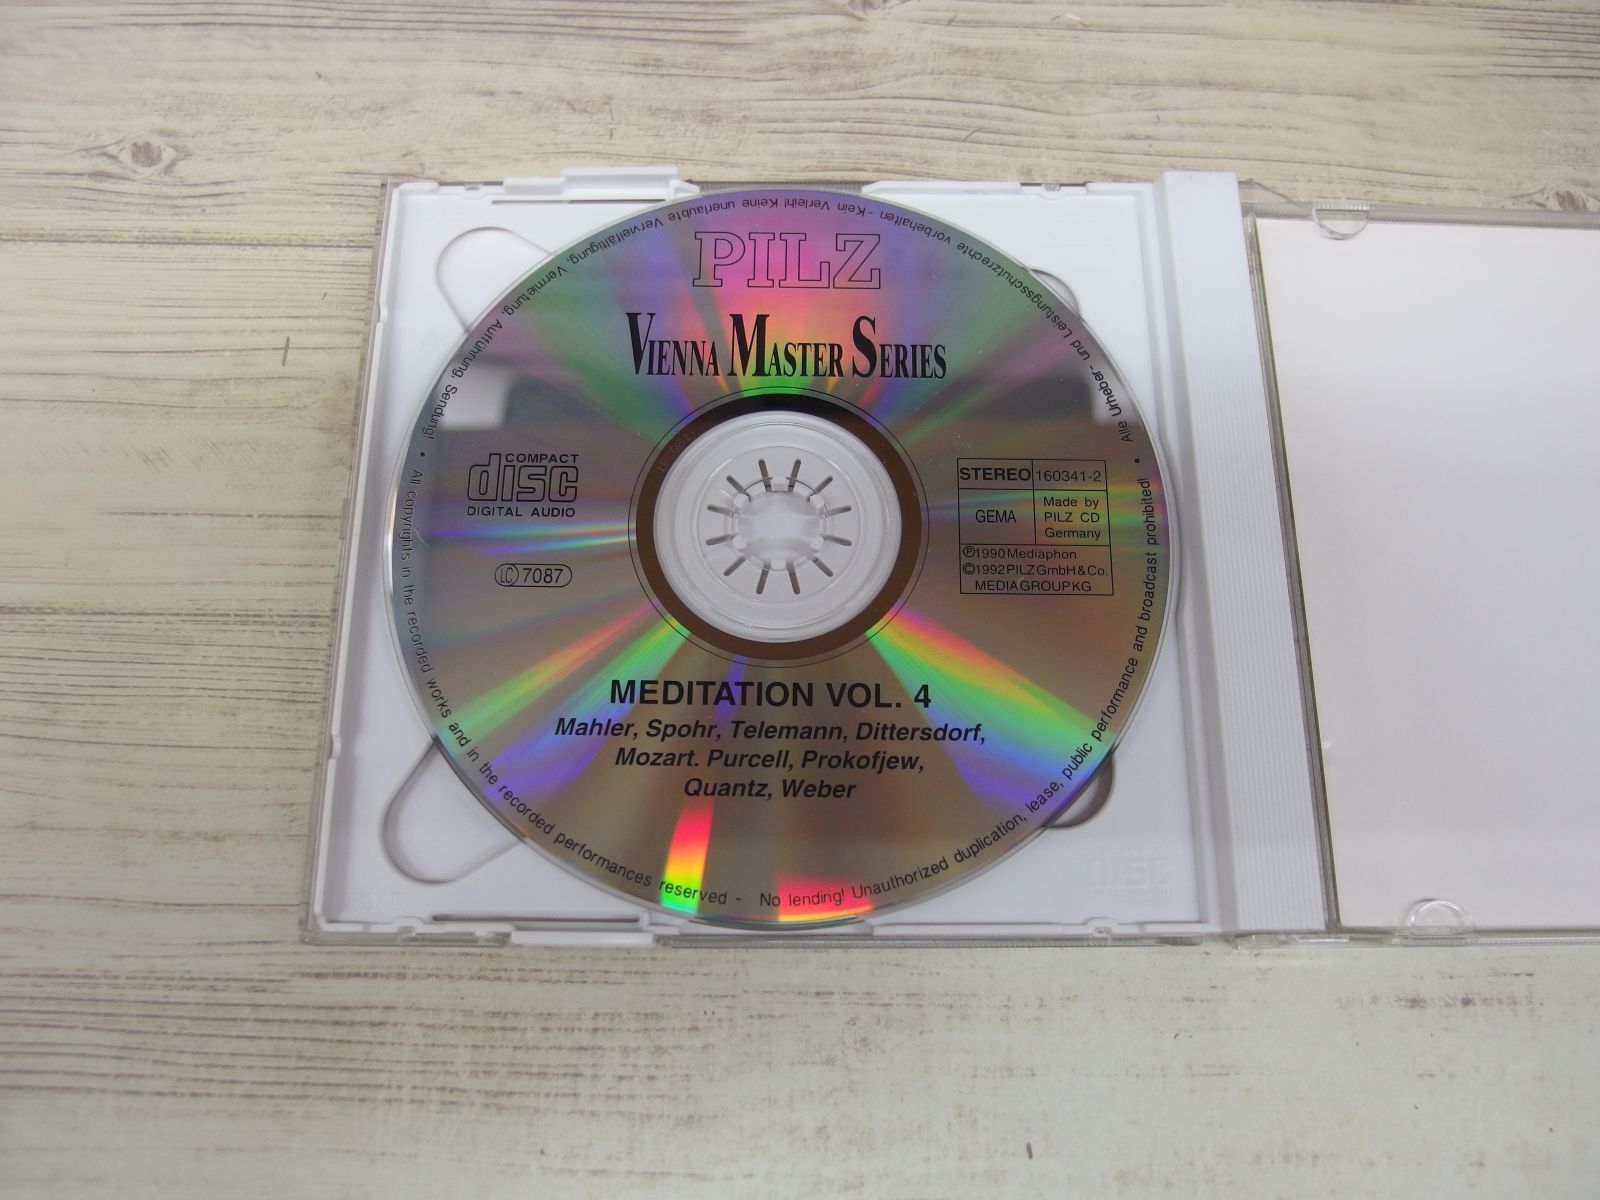 PILZ
VIENNA MASTER SERIES
COMPACT
disc
DIGITAL AUDIO
LC 7087
STEREO 160341-2
GEMA
Made by
PILZ CD
Germany
℗1990 Mediaphon
©1992 PILZ GmbH & Co.
MEDIA GROUP KG
MEDITATION VOL. 4
Mahler, Spohr, Telemann, Dittersdorf,
Mozart. Purcell, Prokofjew,
Quantz, Weber
Alle Urheber- und Leistungsschutzrechte vorbehalten - Kein Verleih! Keine unerlaubte Vervielfältigung, Vermietung, Aufführung, Sendung!
• All copyrights in the recorded works and in the recorded performances reserved - No lending! Unauthorized duplication, lease, public performance and broadcast prohibited! •
disc